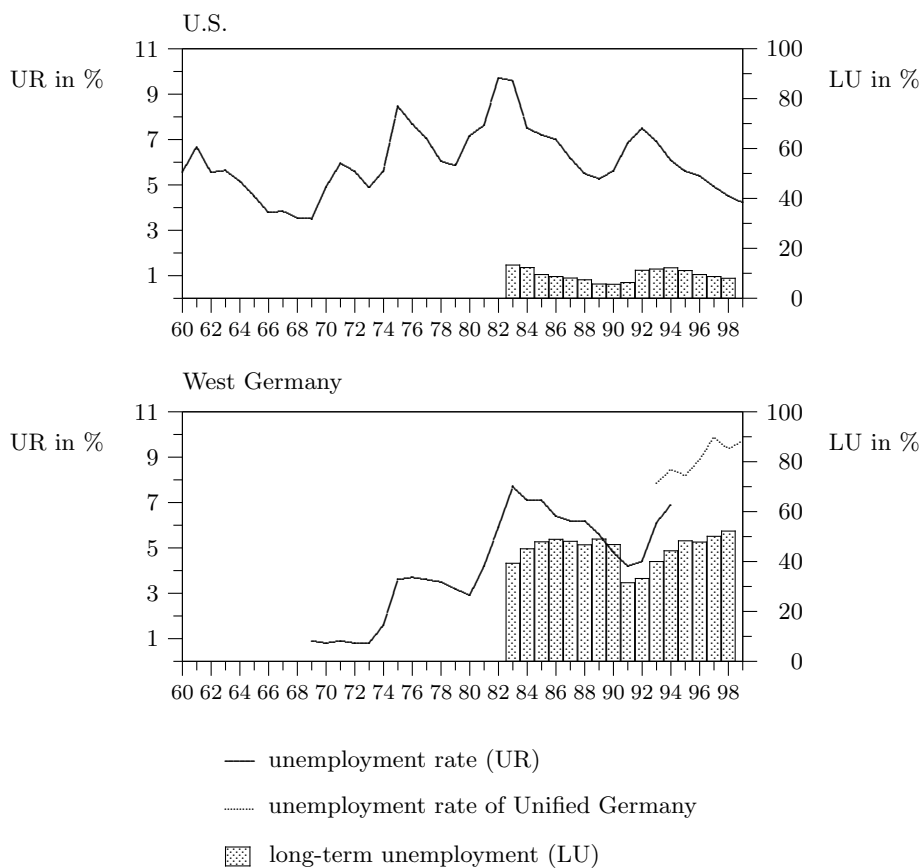 U.S.
UR in %
LU in %
11
9
7
5
3
1
100
80
60
40
20
0
60 62 64 66 68 70 72 74 76 78 80 82 84 86 88 90 92 94 96 98
West Germany
UR in %
LU in %
11
9
7
5
3
1
100
80
60
40
20
0
60 62 64 66 68 70 72 74 76 78 80 82 84 86 88 90 92 94 96 98
unemployment rate (UR)
unemployment rate of Unified Germany
long-term unemployment (LU)